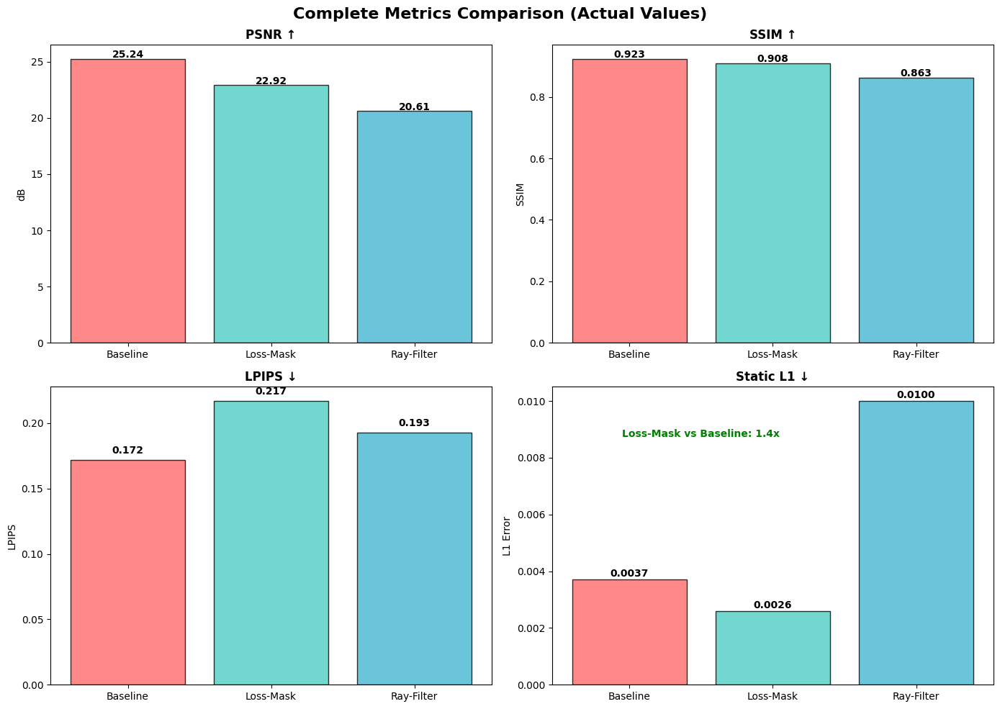 Complete Metrics Comparison (Actual Values)
PSNR ↑
25.24
22.92
20.61
25
20
15
10
5
0
dB
Baseline Loss-Mask Ray-Filter
SSIM ↑
0.923
0.908
0.863
0.8
0.6
0.4
0.2
0.0
SSIM
Baseline Loss-Mask Ray-Filter
LPIPS ↓
0.217
0.193
0.172
0.20
0.15
0.10
0.05
0.00
LPIPS
Baseline Loss-Mask Ray-Filter
Static L1 ↓
0.0100
Loss-Mask vs Baseline: 1.4x
0.0037
0.0026
0.010
0.008
0.006
0.004
0.002
0.000
L1 Error
Baseline Loss-Mask Ray-Filter